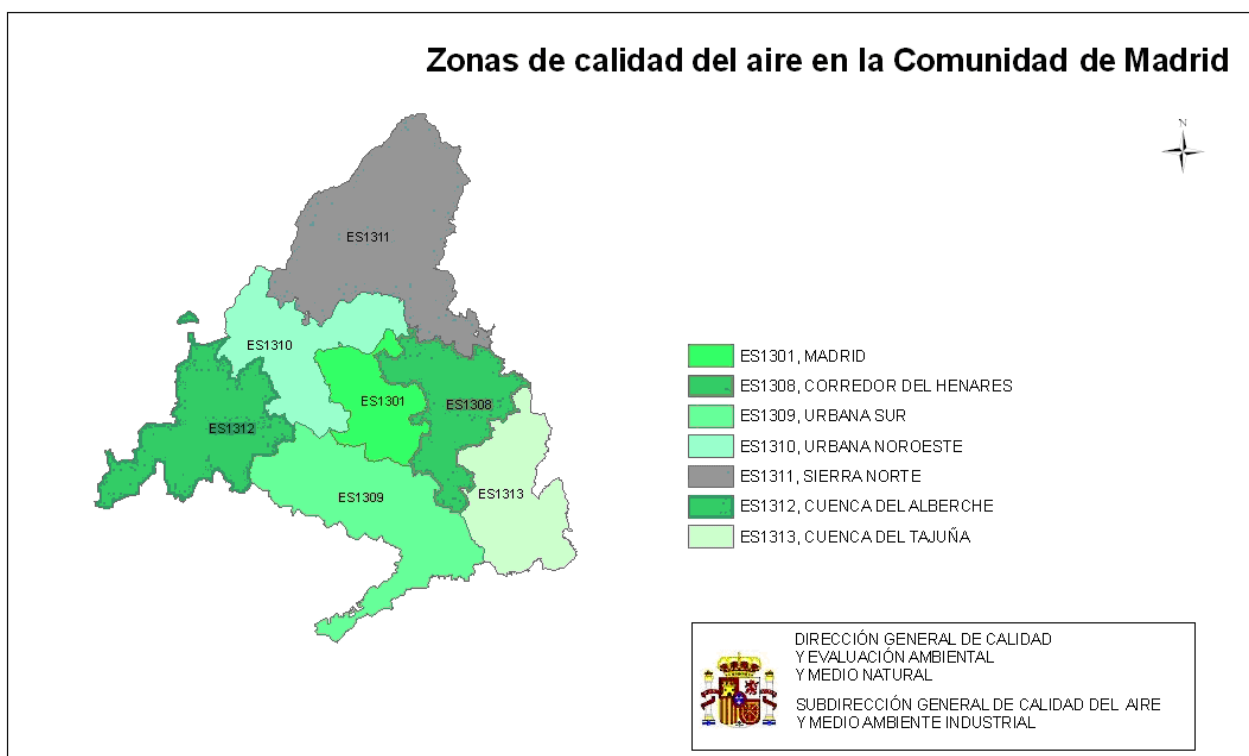 Zonas de calidad del aire en la Comunidad de Madrid
N
ES1311
ES1310
ES1301
ES1308
ES1312
ES1309
ES1313
ES1301, MADRID
ES1308, CORREDOR DEL HENARES
ES1309, URBANA SUR
ES1310, URBANA NOROESTE
ES1311, SIERRA NORTE
ES1312, CUENCA DEL ALBERCHE
ES1313, CUENCA DEL TAJUÑA
DIRECCIÓN GENERAL DE CALIDAD
Y EVALUACIÓN AMBIENTAL
Y MEDIO NATURAL
SUBDIRECCIÓN GENERAL DE CALIDAD DEL AIRE
Y MEDIO AMBIENTE INDUSTRIAL